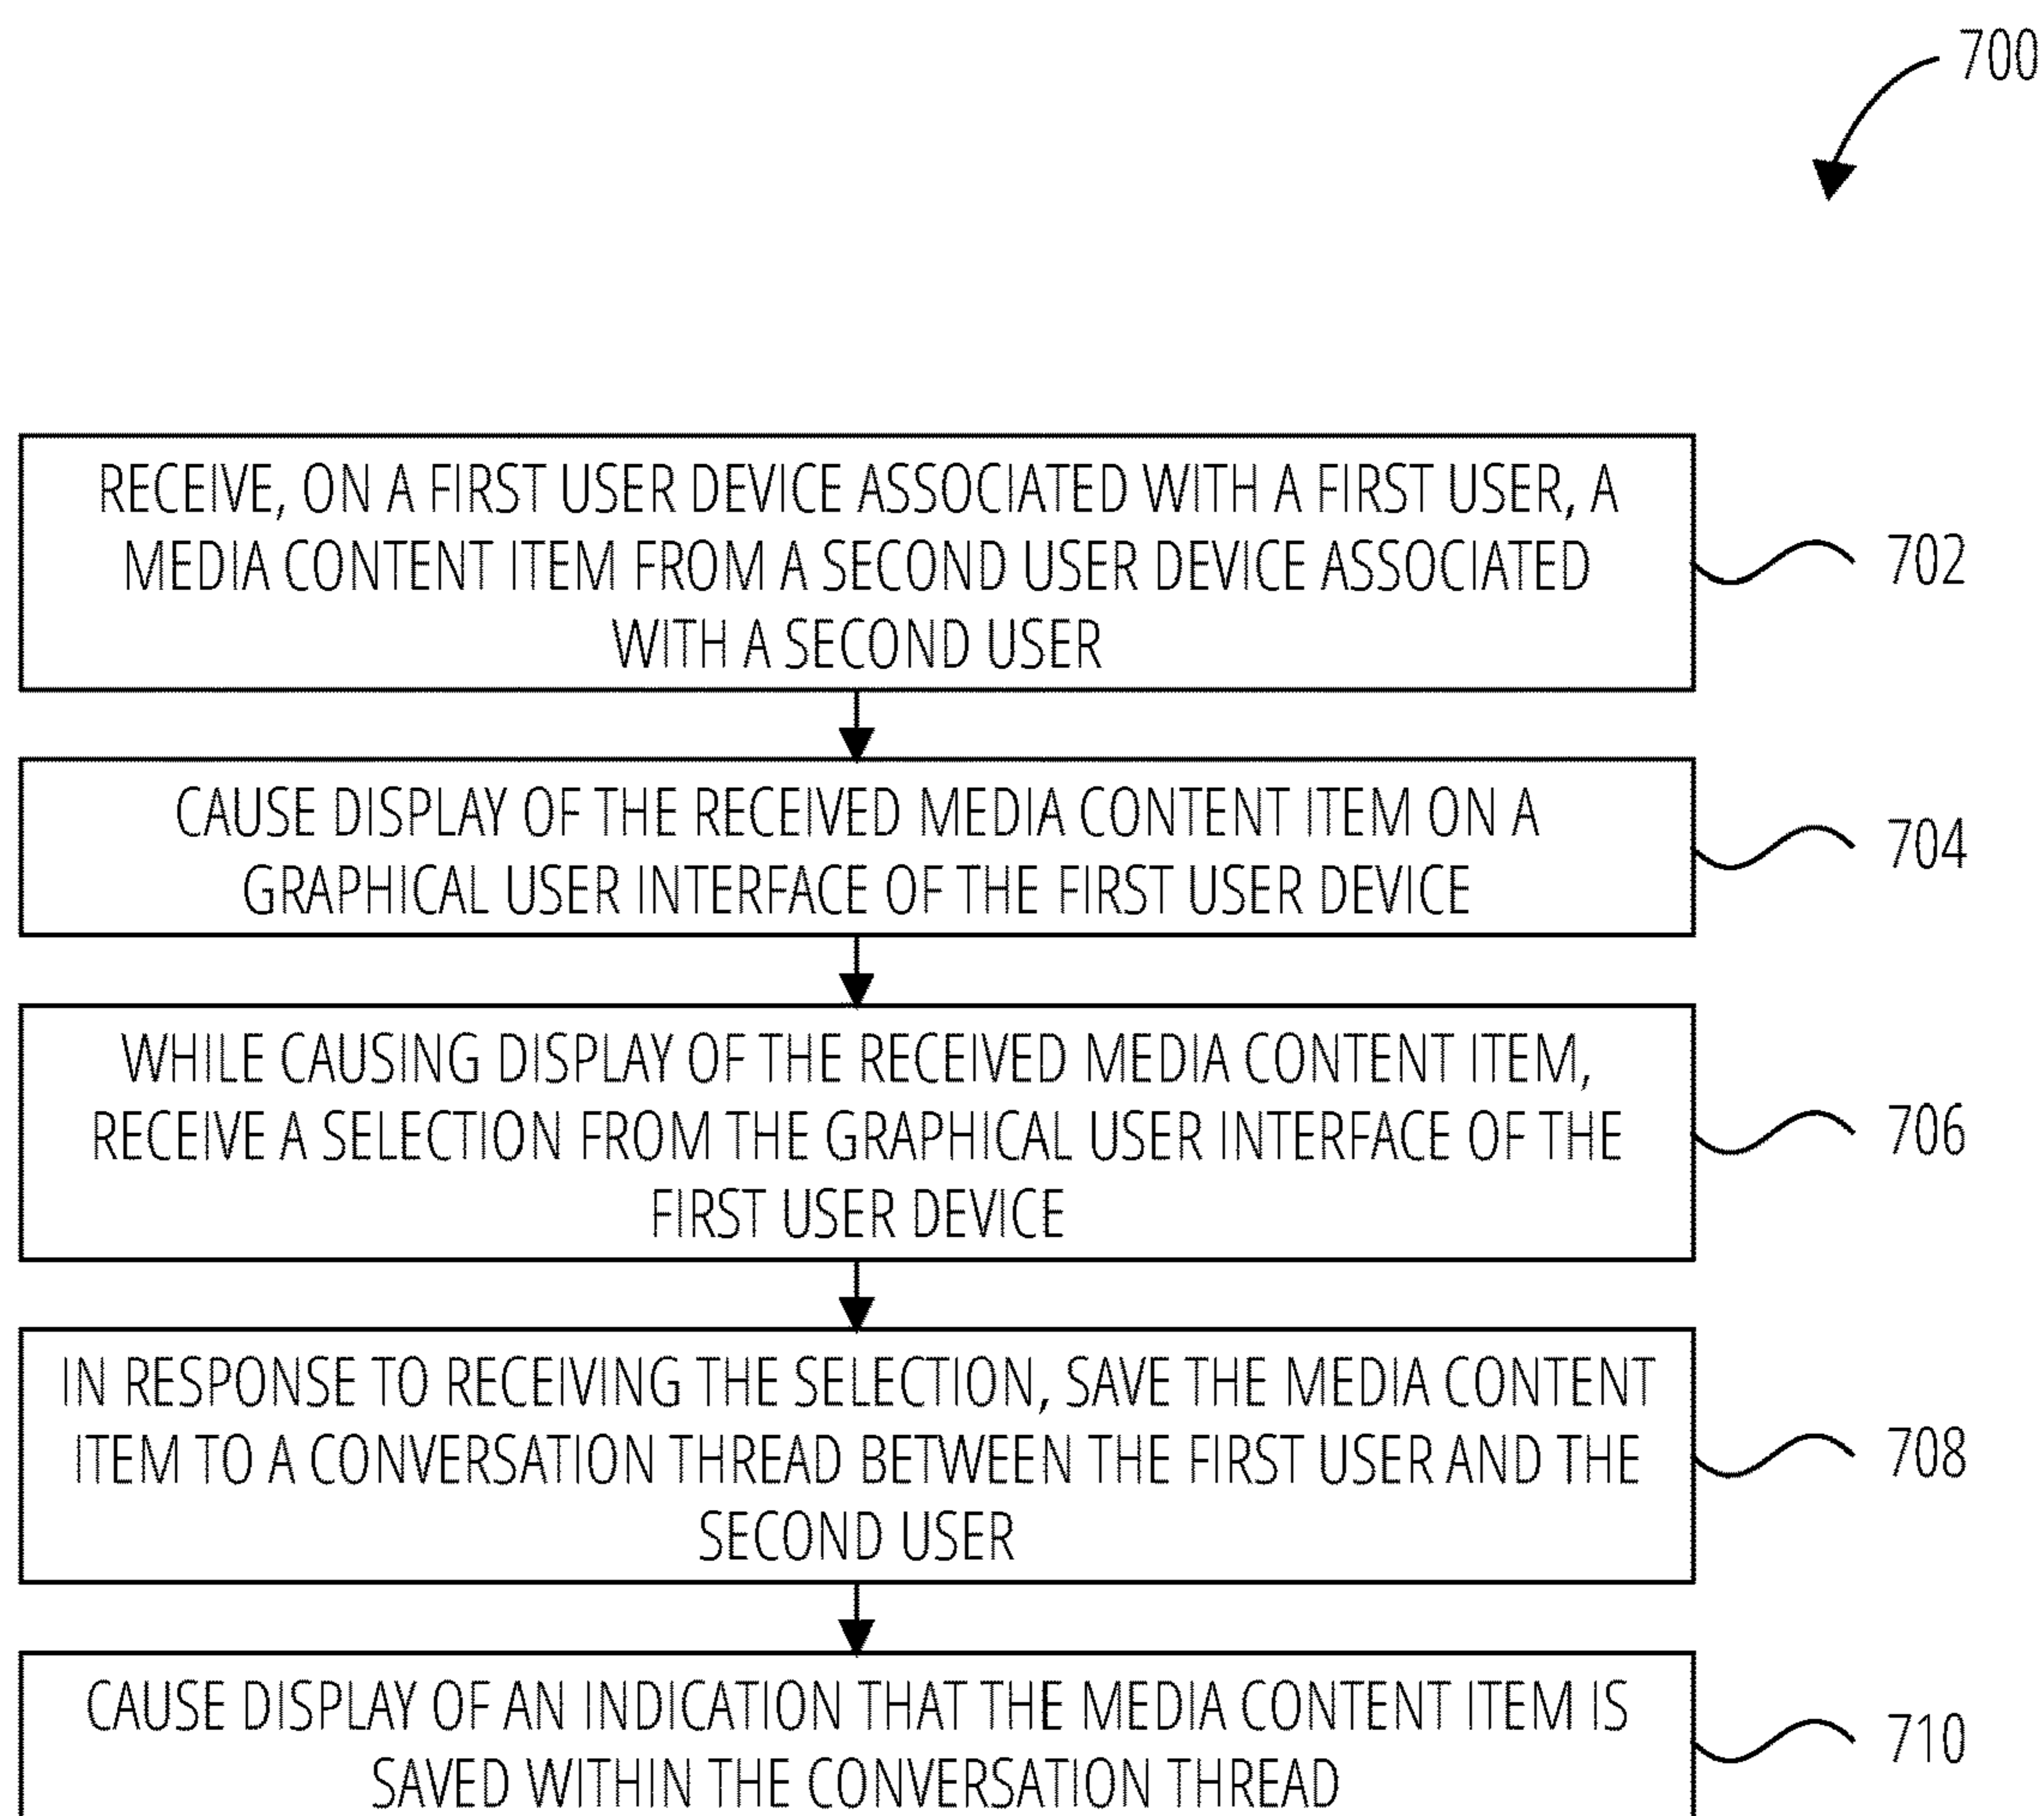 700
RECEIVE, ON A FIRST USER DEVICE ASSOCIATED WITH A FIRST USER, A
MEDIA CONTENT ITEM FROM A SECOND USER DEVICE ASSOCIATED
WITH A SECOND USER
702
CAUSE DISPLAY OF THE RECEIVED MEDIA CONTENT ITEM ON A
GRAPHICAL USER INTERFACE OF THE FIRST USER DEVICE
704
WHILE CAUSING DISPLAY OF THE RECEIVED MEDIA CONTENT ITEM,
RECEIVE A SELECTION FROM THE GRAPHICAL USER INTERFACE OF THE
FIRST USER DEVICE
706
IN RESPONSE TO RECEIVING THE SELECTION, SAVE THE MEDIA CONTENT
ITEM TO A CONVERSATION THREAD BETWEEN THE FIRST USER AND THE
SECOND USER
708
CAUSE DISPLAY OF AN INDICATION THAT THE MEDIA CONTENT ITEM IS
SAVED WITHIN THE CONVERSATION THREAD
710